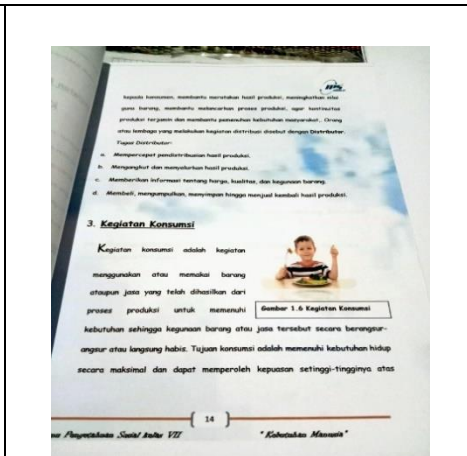 kepada konsumen, membantu meratakan hasil produksi, meningkatkan nilai
guna barang, membantu melancarkan proses produksi, agar kontinuitas
produksi terjamin dan membantu pemenuhan kebutuhan masyarakat. Orang
atau lembaga yang melakukan kegiatan distribusi disebut dengan Distributor.
Tugas Distributor:
a. Mempercepat pendistribusian hasil produksi.
b. Mengangkut dan menyalurkan hasil produksi.
c. Memberikan informasi tentang harga, kualitas, dan kegunaan barang.
d. Membeli, mengumpulkan, menyimpan hingga menjual kembali hasil produksi.
3. Kegiatan Konsumsi
Kegiatan konsumsi adalah kegiatan
menggunakan atau memakai barang
ataupun jasa yang telah dihasilkan dari
proses produksi untuk memenuhi
Gambar 1.6 Kegiatan Konsumsi
kebutuhan sehingga kegunaan barang atau jasa tersebut secara berangsur-
angsur atau langsung habis. Tujuan konsumsi adalah memenuhi kebutuhan hidup
secara maksimal dan dapat memperoleh kepuasan setinggi-tingginya atas
14
Pengetahuan Sosial kelas VII
"Kebutuhan Manusia"